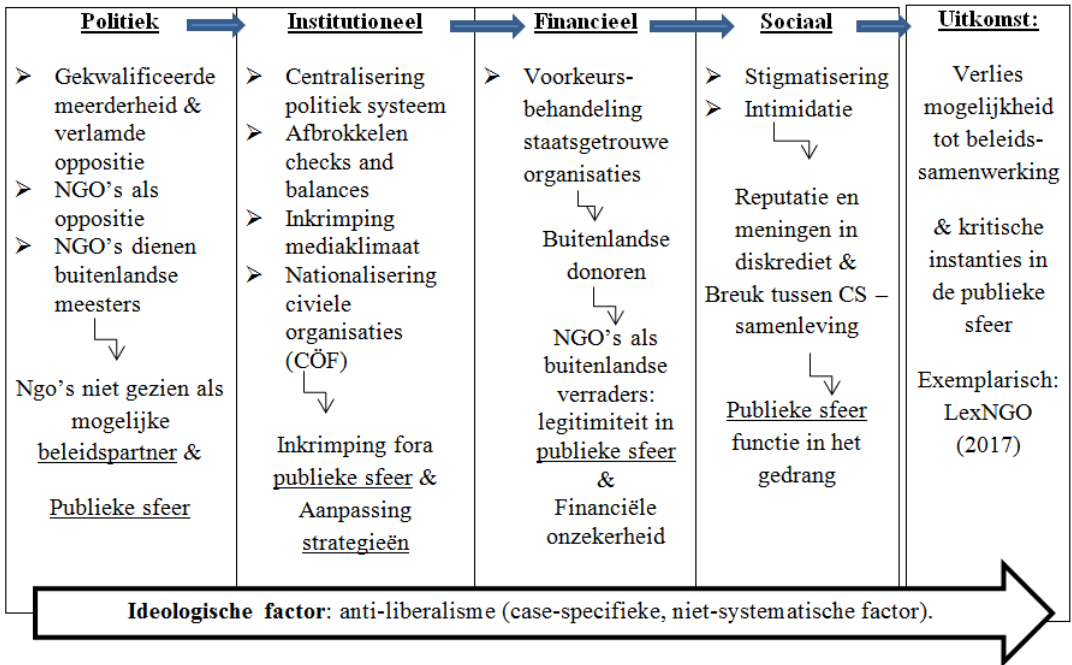 Politiek
Gekwalificeerde
meerderheid &
verlamde
oppositie
NGO's als
oppositie
NGO's dienen
buitenlandse
meesters
Ngo's niet gezien als
mogelijke
beleidspartner &
Publieke sfeer
Institutioneel
Centralisering
politiek systeem
Afbrokkelen
checks and
balances
Inkrimping
mediaklimaat
Nationalisering
civiele
organisaties
(CÖF)
Inkrimping fora
publieke sfeer &
Aanpassing
strategieën
Financieel
Voorkeurs-
behandeling
staatsgetrouwe
organisaties
Buitenlandse
donoren
NGO's als
buitenlandse
verraders:
legitimiteit in
publieke sfeer
&
Financiële
onzekerheid
Sociaal
Stigmatisering
Intimidatie
Reputatie en
meningen in
diskrediet &
Breuk tussen CS –
samenleving
Publieke sfeer
functie in het
gedrang
Uitkomst:
Verlies
mogelijkheid
tot beleids-
samenwerking
& kritische
instanties in
de publieke
sfeer
Exemplarisch:
LexNGO
(2017)
Ideologische factor: anti-liberalisme (case-specifieke, niet-systematische factor).